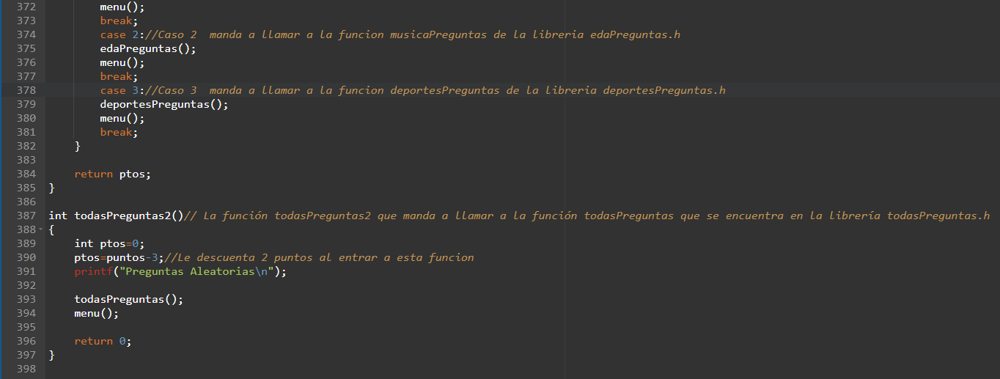 372 menu();
373 break;
374 case 2://Caso 2  manda a llamar a la funcion musicaPreguntas de la libreria edaPreguntas.h
375 edaPreguntas();
376 menu();
377 break;
378 case 3://Caso 3  manda a llamar a la funcion deportesPreguntas de la libreria deportesPreguntas.h
379 deportesPreguntas();
380 menu();
381 break;
382 }
383
384 return ptos;
385 }
386
387 int todasPreguntas2()// La función todasPreguntas2 que manda a llamar a la función todasPreguntas que se encuentra en la librería todasPreguntas.h
388 {
389 int ptos=0;
390 ptos=puntos-3;//Le descuenta 2 puntos al entrar a esta funcion
391 printf("Preguntas Aleatorias\n");
392
393 todasPreguntas();
394 menu();
395
396 return 0;
397 }
398